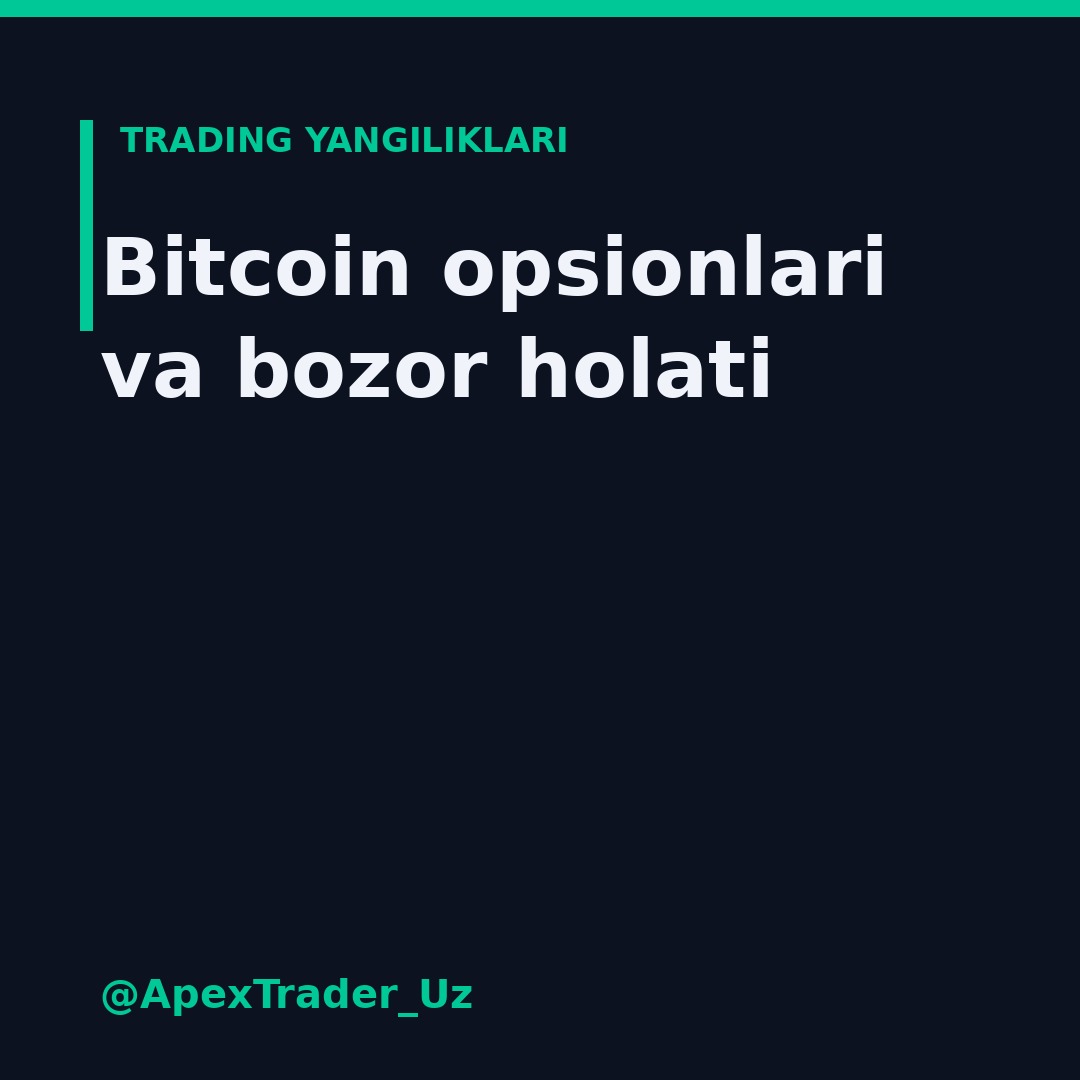 TRADING YANGILIKLARI
Bitcoin opsionlari
va bozor holati
@ApexTrader_Uz